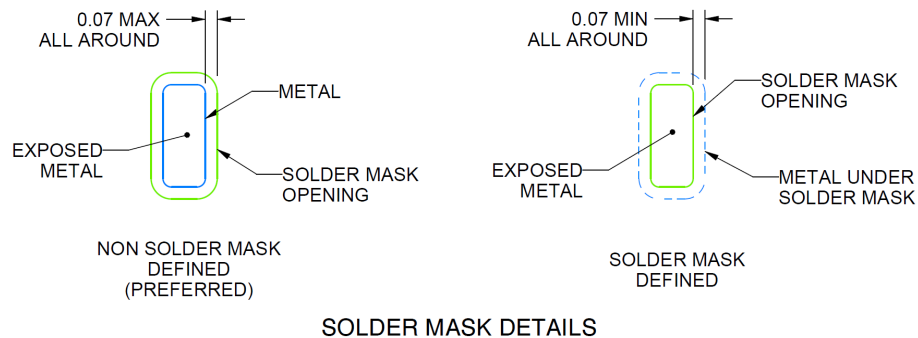 0.07 MAX
ALL AROUND
METAL
EXPOSED
METAL
SOLDER MASK
OPENING
NON SOLDER MASK
DEFINED
(PREFERRED)
0.07 MIN
ALL AROUND
SOLDER MASK
OPENING
EXPOSED
METAL
METAL UNDER
SOLDER MASK
SOLDER MASK
DEFINED
SOLDER MASK DETAILS